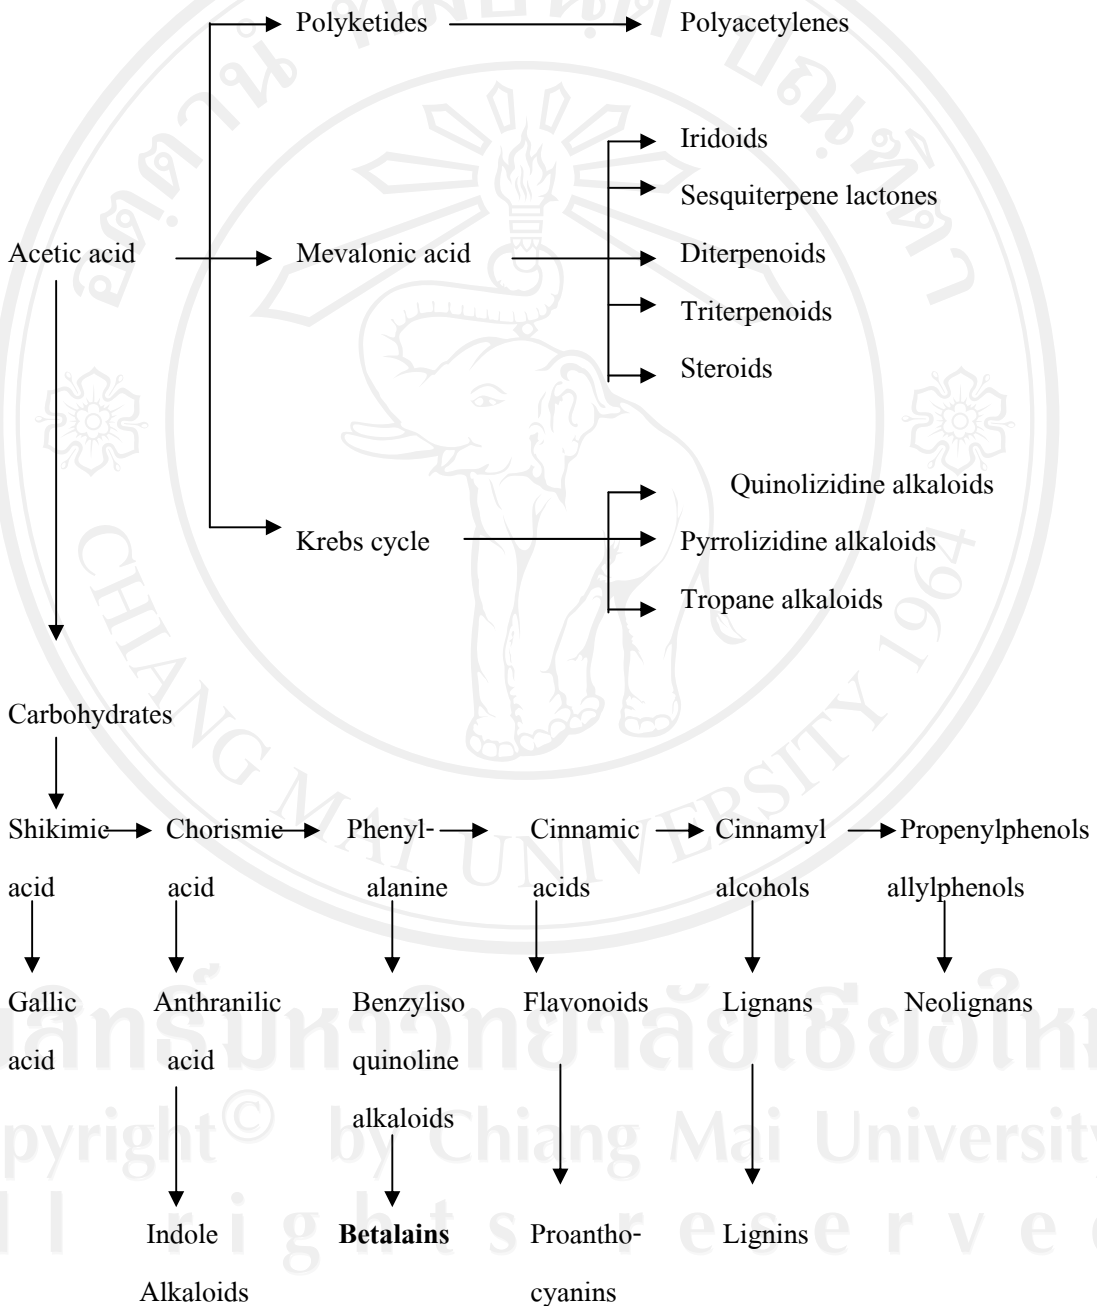 Polyketides Polyacetylenes
Iridoids
Sesquiterpene lactones
Acetic acid Mevalonic acid Diterpenoids
Triterpenoids
Steroids
Quinolizidine alkaloids
Krebs cycle Pyrrolizidine alkaloids
Tropane alkaloids
Carbohydrates
Shikimic Chorismic Phenyl- Cinnamic Cinnamyl Propenylphenols
acid acid alanine acids alcohols allylphenols
Gallic Anthranilic Benzyliso Flavonoids Lignans Neolignans
acid acid quinoline
alkaloids
Indole Betalains Proantho- Lignins
Alkaloids cyanins
CHIANG MAI UNIVERSITY 1964
pyright© by Chiang Mai University
ll rights reserve